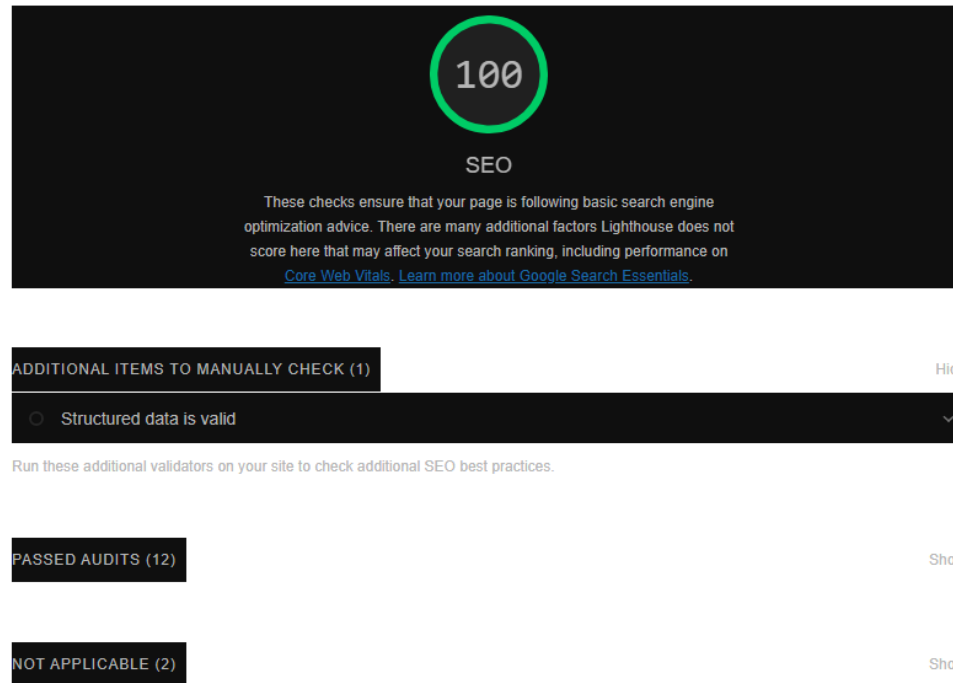 100
SEO
These checks ensure that your page is following basic search engine
optimization advice. There are many additional factors Lighthouse does not
score here that may affect your search ranking, including performance on
Core Web Vitals. Learn more about Google Search Essentials.
ADDITIONAL ITEMS TO MANUALLY CHECK (1)
Structured data is valid
Run these additional validators on your site to check additional SEO best practices.
PASSED AUDITS (12)
NOT APPLICABLE (2)